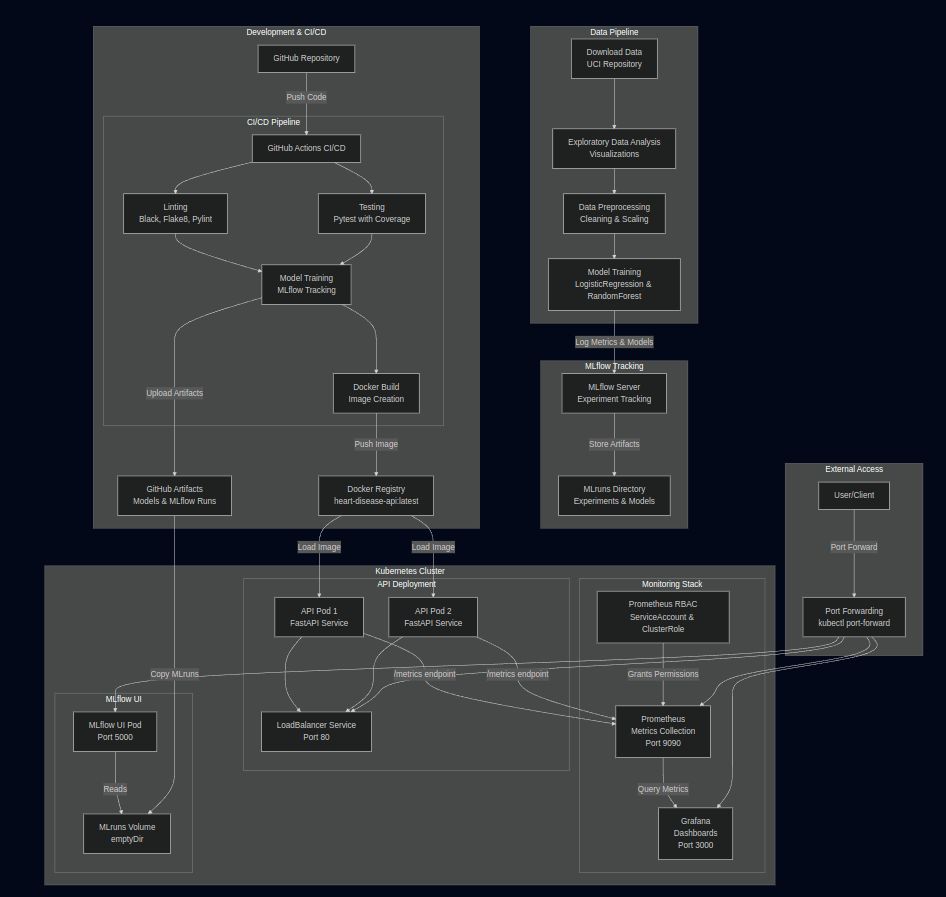 Development & CI/CD
GitHub Repository
Push Code
CI/CD Pipeline
GitHub Actions CI/CD
Linting
Black, Flake8, Pylint
Testing
Pytest with Coverage
Model Training
MLflow Tracking
Upload Artifacts
Docker Build
Image Creation
Push Image
GitHub Artifacts
Models & MLflow Runs
Docker Registry
heart-disease-api:latest
Data Pipeline
Download Data
UCI Repository
Exploratory Data Analysis
Visualizations
Data Preprocessing
Cleaning & Scaling
Model Training
LogisticRegression &
RandomForest
Log Metrics & Models
MLflow Tracking
MLflow Server
Experiment Tracking
Store Artifacts
MLruns Directory
Experiments & Models
External Access
User/Client
Port Forward
Port Forwarding
kubectl port-forward
Load Image
Load Image
Kubernetes Cluster
API Deployment
API Pod 1
FastAPI Service
API Pod 2
FastAPI Service
/metrics endpoint
/metrics endpoint
LoadBalancer Service
Port 80
Monitoring Stack
Prometheus RBAC
ServiceAccount &
ClusterRole
Grants Permissions
Prometheus
Metrics Collection
Port 9090
Query Metrics
Grafana
Dashboards
Port 3000
Copy MLruns
MLflow UI
MLflow UI Pod
Port 5000
Reads
MLruns Volume
emptyDir